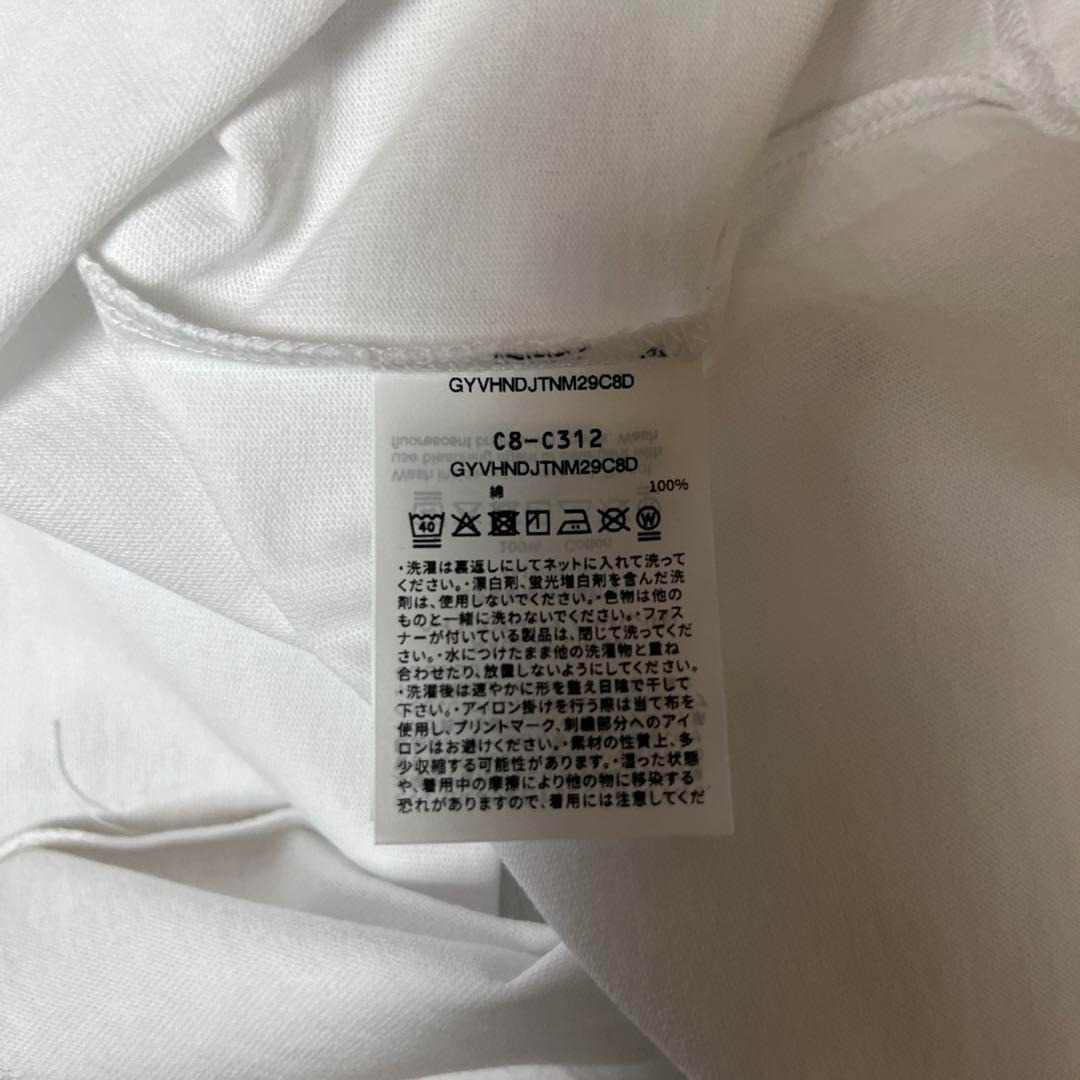 GYVHNDJTNM29C8D
C8-C312
GYVHNDJTNM29C8D
綿 100%
40 W
・洗濯は裏返しにしてネットに入れて洗って
ください。・漂白剤、蛍光増白剤を含んだ洗
剤は、使用しないでください。・色物は他の
ものと一緒に洗わないでください。・ファス
ナーが付いている製品は、閉じて洗ってくだ
さい。・水につけたまま他の洗濯物と重ね
合わせたり、放置しないようにしてください。
・洗濯後は速やかに形を整え日陰で干して
下さい。・アイロン掛けを行う際は当て布を
使用し、プリントマーク、刺繍部分へのアイ
ロンはお避けください。・素材の性質上、多
少収縮する可能性があります。・湿った状態
や、着用中の摩擦により他の物に移染する
恐れがありますので、着用には注意してくだ